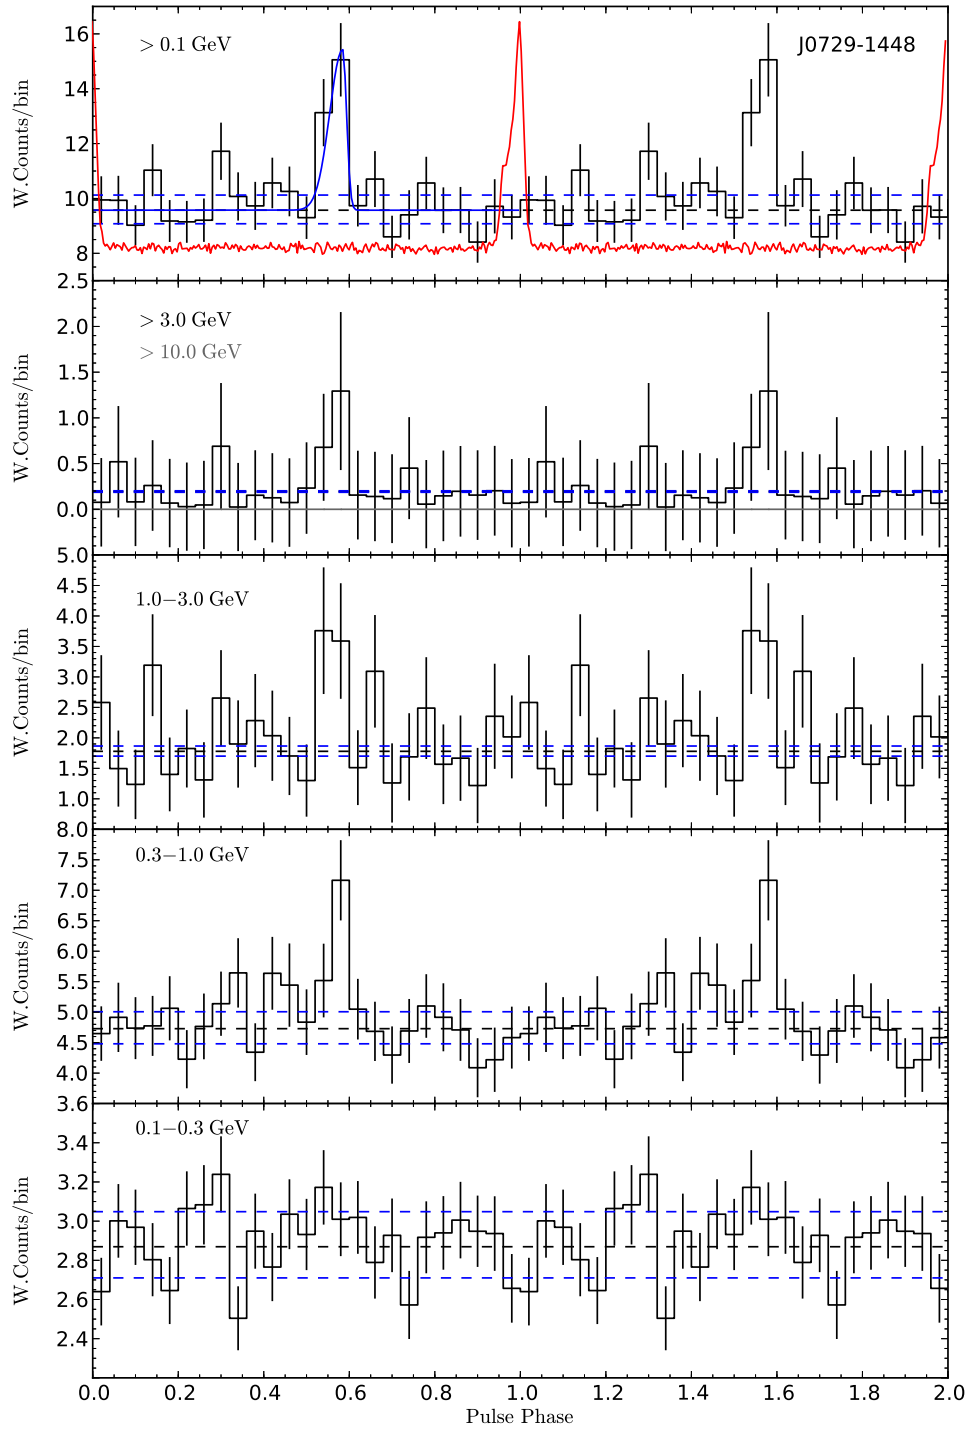 > 0.1 GeV
J0729-1448
W.Counts/bin
16
14
12
10
8
> 3.0 GeV
> 10.0 GeV
W.Counts/bin
2.5
2.0
1.5
1.0
0.5
0.0
1.0−3.0 GeV
W.Counts/bin
5.0
4.5
4.0
3.5
3.0
2.5
2.0
1.5
1.0
0.3−1.0 GeV
W.Counts/bin
8.0
7.5
7.0
6.5
6.0
5.5
5.0
4.5
4.0
0.1−0.3 GeV
W.Counts/bin
3.6
3.4
3.2
3.0
2.8
2.6
2.4
0.0 0.2 0.4 0.6 0.8 1.0 1.2 1.4 1.6 1.8 2.0
Pulse Phase